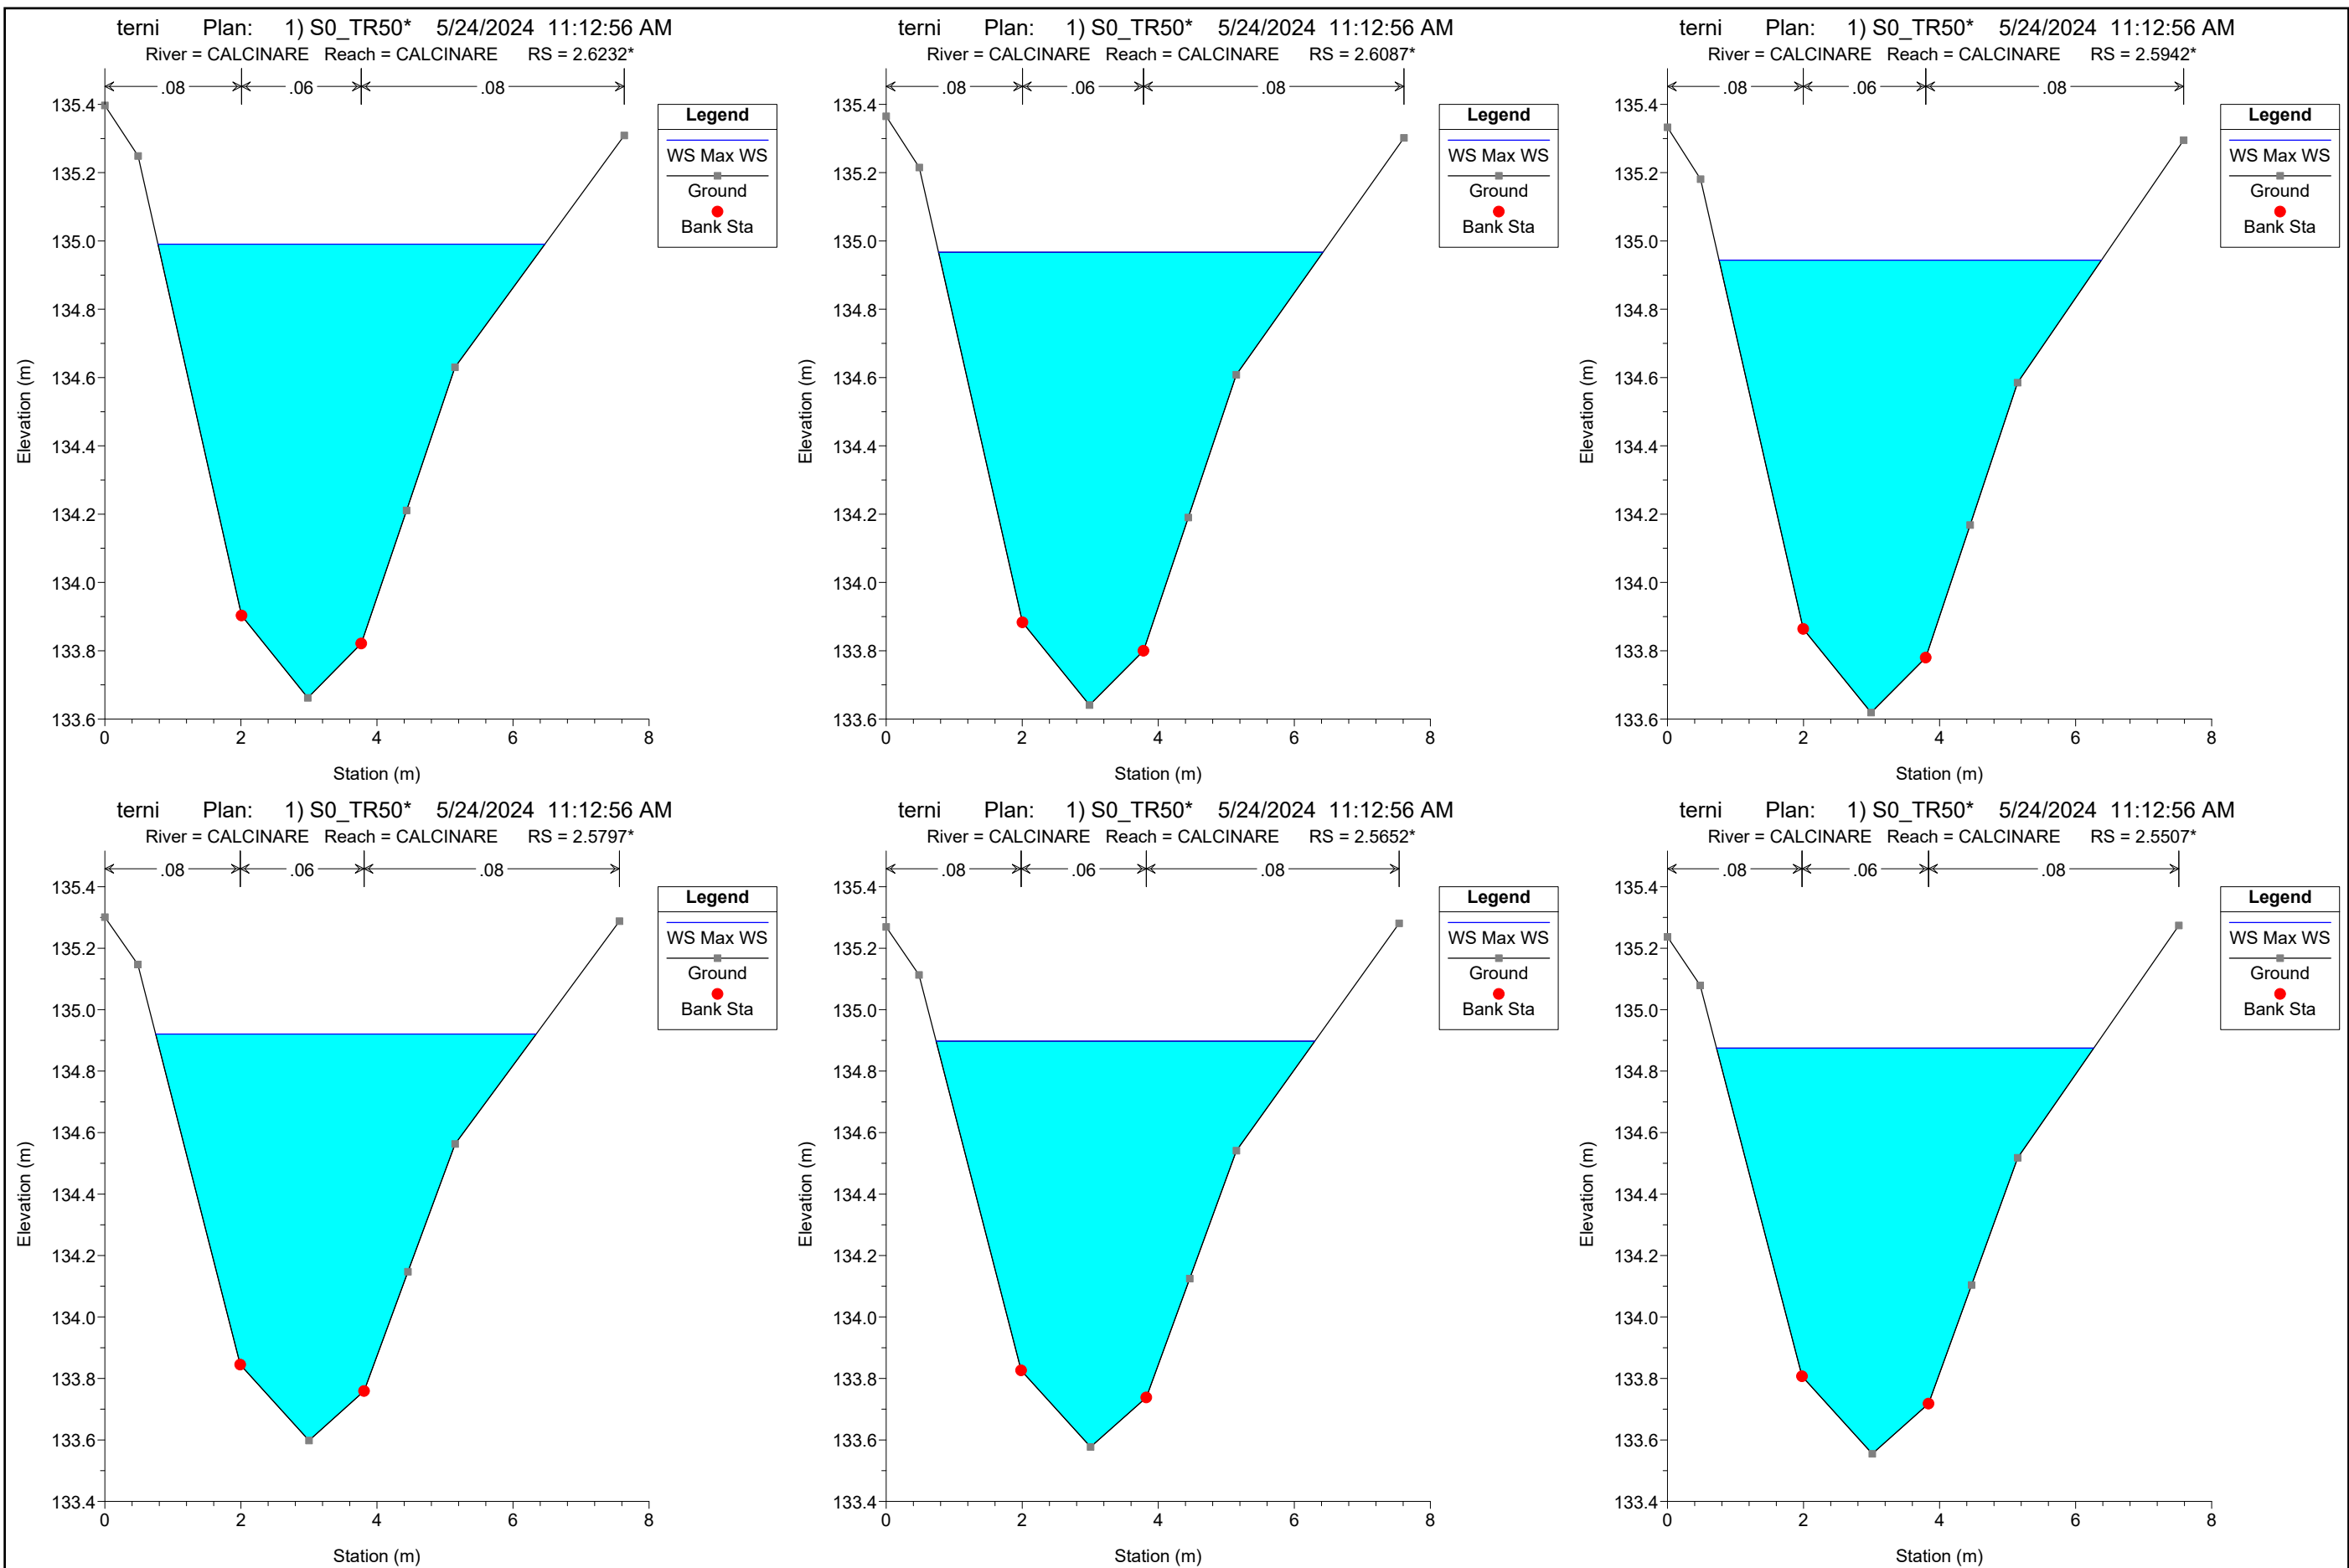 terni Plan: 1) S0_TR50* 5/24/2024 11:12:56 AM
River = CALCINARE Reach = CALCINARE RS = 2.6232*
.08 .06 .08
Legend
WS Max WS
Ground
Bank Sta
135.4
135.2
135.0
134.8
134.6
134.4
134.2
134.0
133.8
133.6
Elevation (m)
0 2 4 6 8
Station (m)
terni Plan: 1) S0_TR50* 5/24/2024 11:12:56 AM
River = CALCINARE Reach = CALCINARE RS = 2.6087*
.08 .06 .08
Legend
WS Max WS
Ground
Bank Sta
135.4
135.2
135.0
134.8
134.6
134.4
134.2
134.0
133.8
133.6
Elevation (m)
0 2 4 6 8
Station (m)
terni Plan: 1) S0_TR50* 5/24/2024 11:12:56 AM
River = CALCINARE Reach = CALCINARE RS = 2.5942*
.08 .06 .08
Legend
WS Max WS
Ground
Bank Sta
135.4
135.2
135.0
134.8
134.6
134.4
134.2
134.0
133.8
133.6
Elevation (m)
0 2 4 6 8
Station (m)
terni Plan: 1) S0_TR50* 5/24/2024 11:12:56 AM
River = CALCINARE Reach = CALCINARE RS = 2.5797*
.08 .06 .08
Legend
WS Max WS
Ground
Bank Sta
135.4
135.2
135.0
134.8
134.6
134.4
134.2
134.0
133.8
133.6
133.4
Elevation (m)
0 2 4 6 8
Station (m)
terni Plan: 1) S0_TR50* 5/24/2024 11:12:56 AM
River = CALCINARE Reach = CALCINARE RS = 2.5652*
.08 .06 .08
Legend
WS Max WS
Ground
Bank Sta
135.4
135.2
135.0
134.8
134.6
134.4
134.2
134.0
133.8
133.6
133.4
Elevation (m)
0 2 4 6 8
Station (m)
terni Plan: 1) S0_TR50* 5/24/2024 11:12:56 AM
River = CALCINARE Reach = CALCINARE RS = 2.5507*
.08 .06 .08
Legend
WS Max WS
Ground
Bank Sta
135.4
135.2
135.0
134.8
134.6
134.4
134.2
134.0
133.8
133.6
133.4
Elevation (m)
0 2 4 6 8
Station (m)